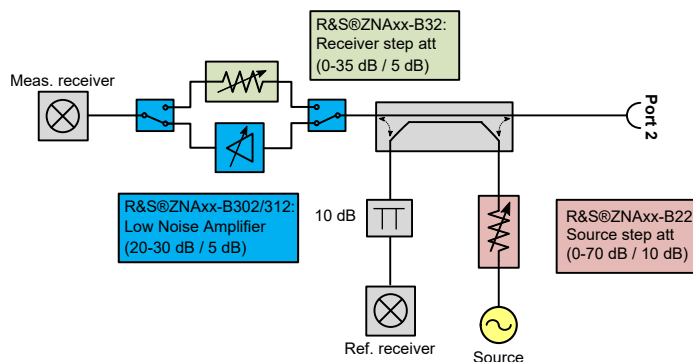 R&S®ZNAxx-B32:
Receiver step att
(0-35 dB / 5 dB)
Meas. receiver
Port 2
R&S®ZNAxx-B302/312:
Low Noise Amplifier
(20-30 dB / 5 dB)
10 dB
R&S®ZNAxx-B22
Source step att
(0-70 dB / 10 dB)
Ref. receiver
Source